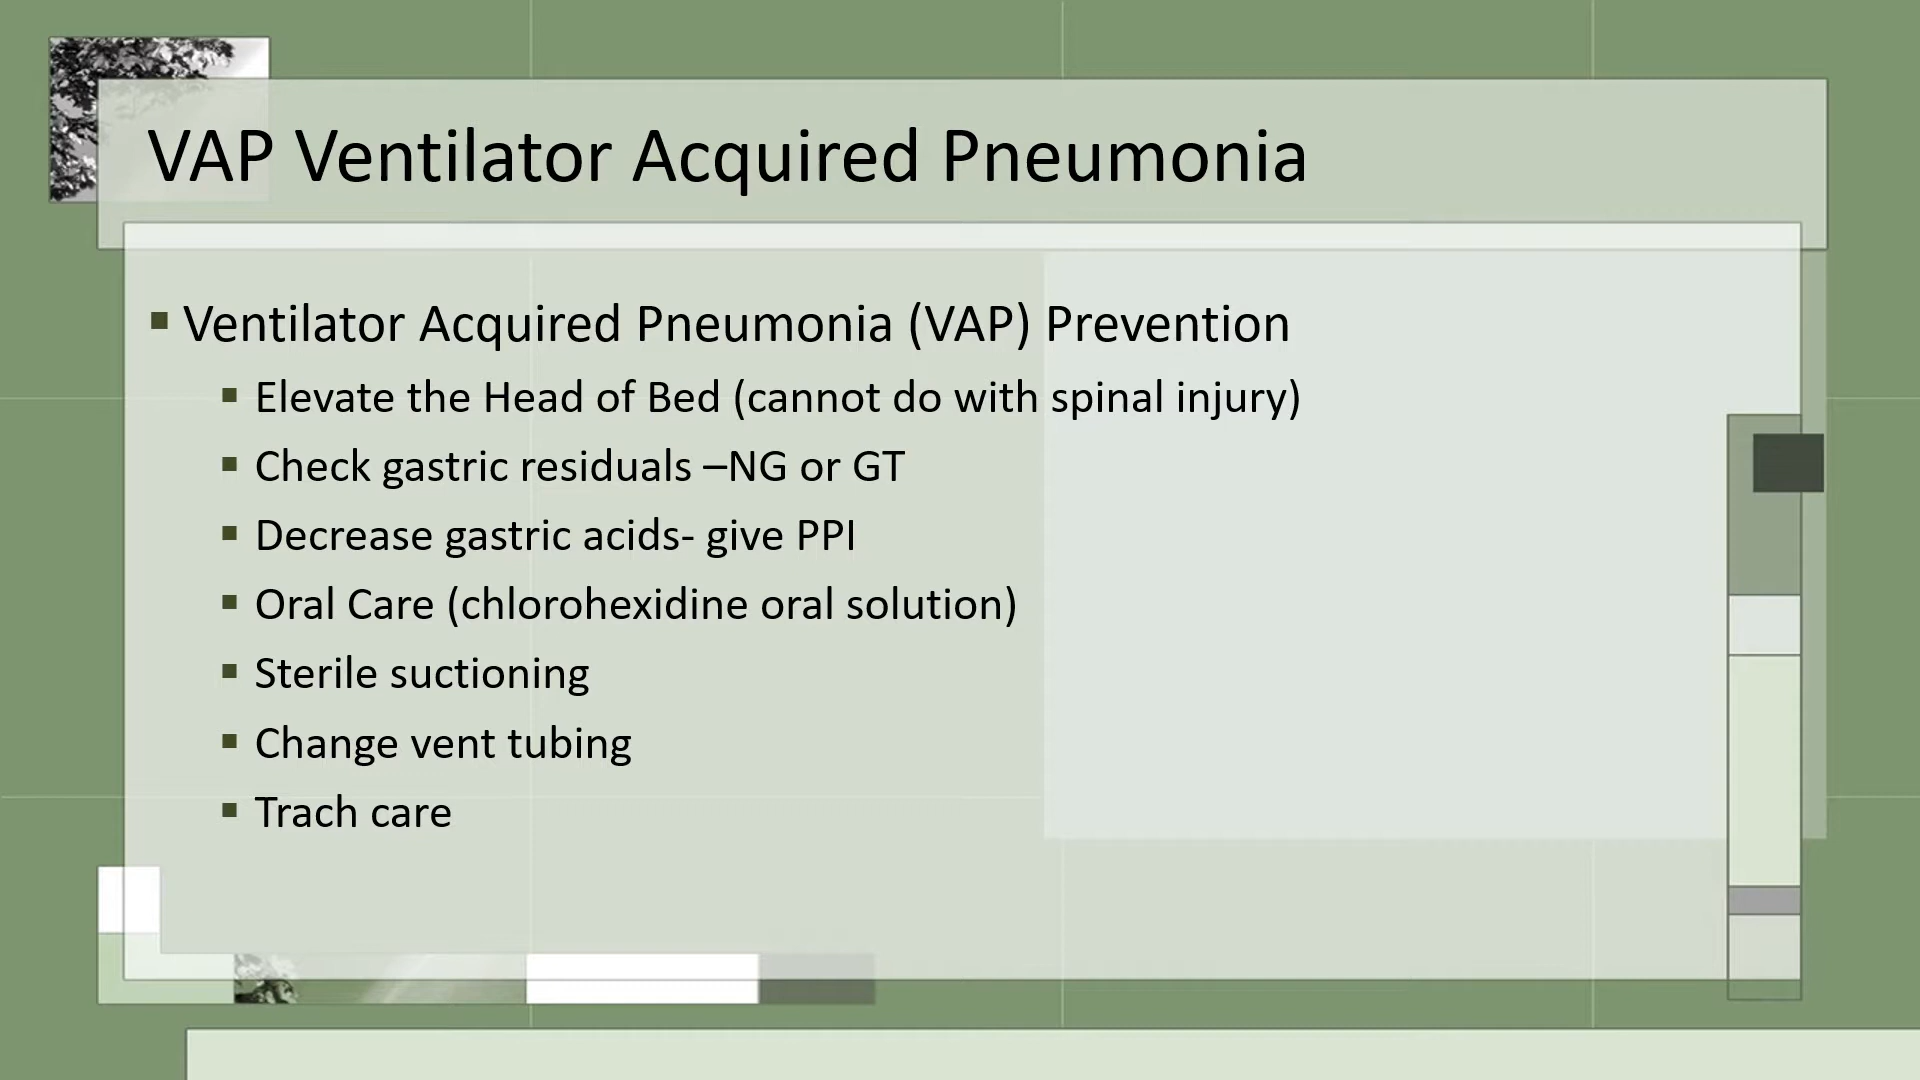 VAP Ventilator Acquired Pneumonia
Ventilator Acquired Pneumonia (VAP) Prevention
Elevate the Head of Bed (cannot do with spinal injury)
Check gastric residuals –NG or GT
Decrease gastric acids- give PPI
Oral Care (chlorohexidine oral solution)
Sterile suctioning
Change vent tubing
Trach care